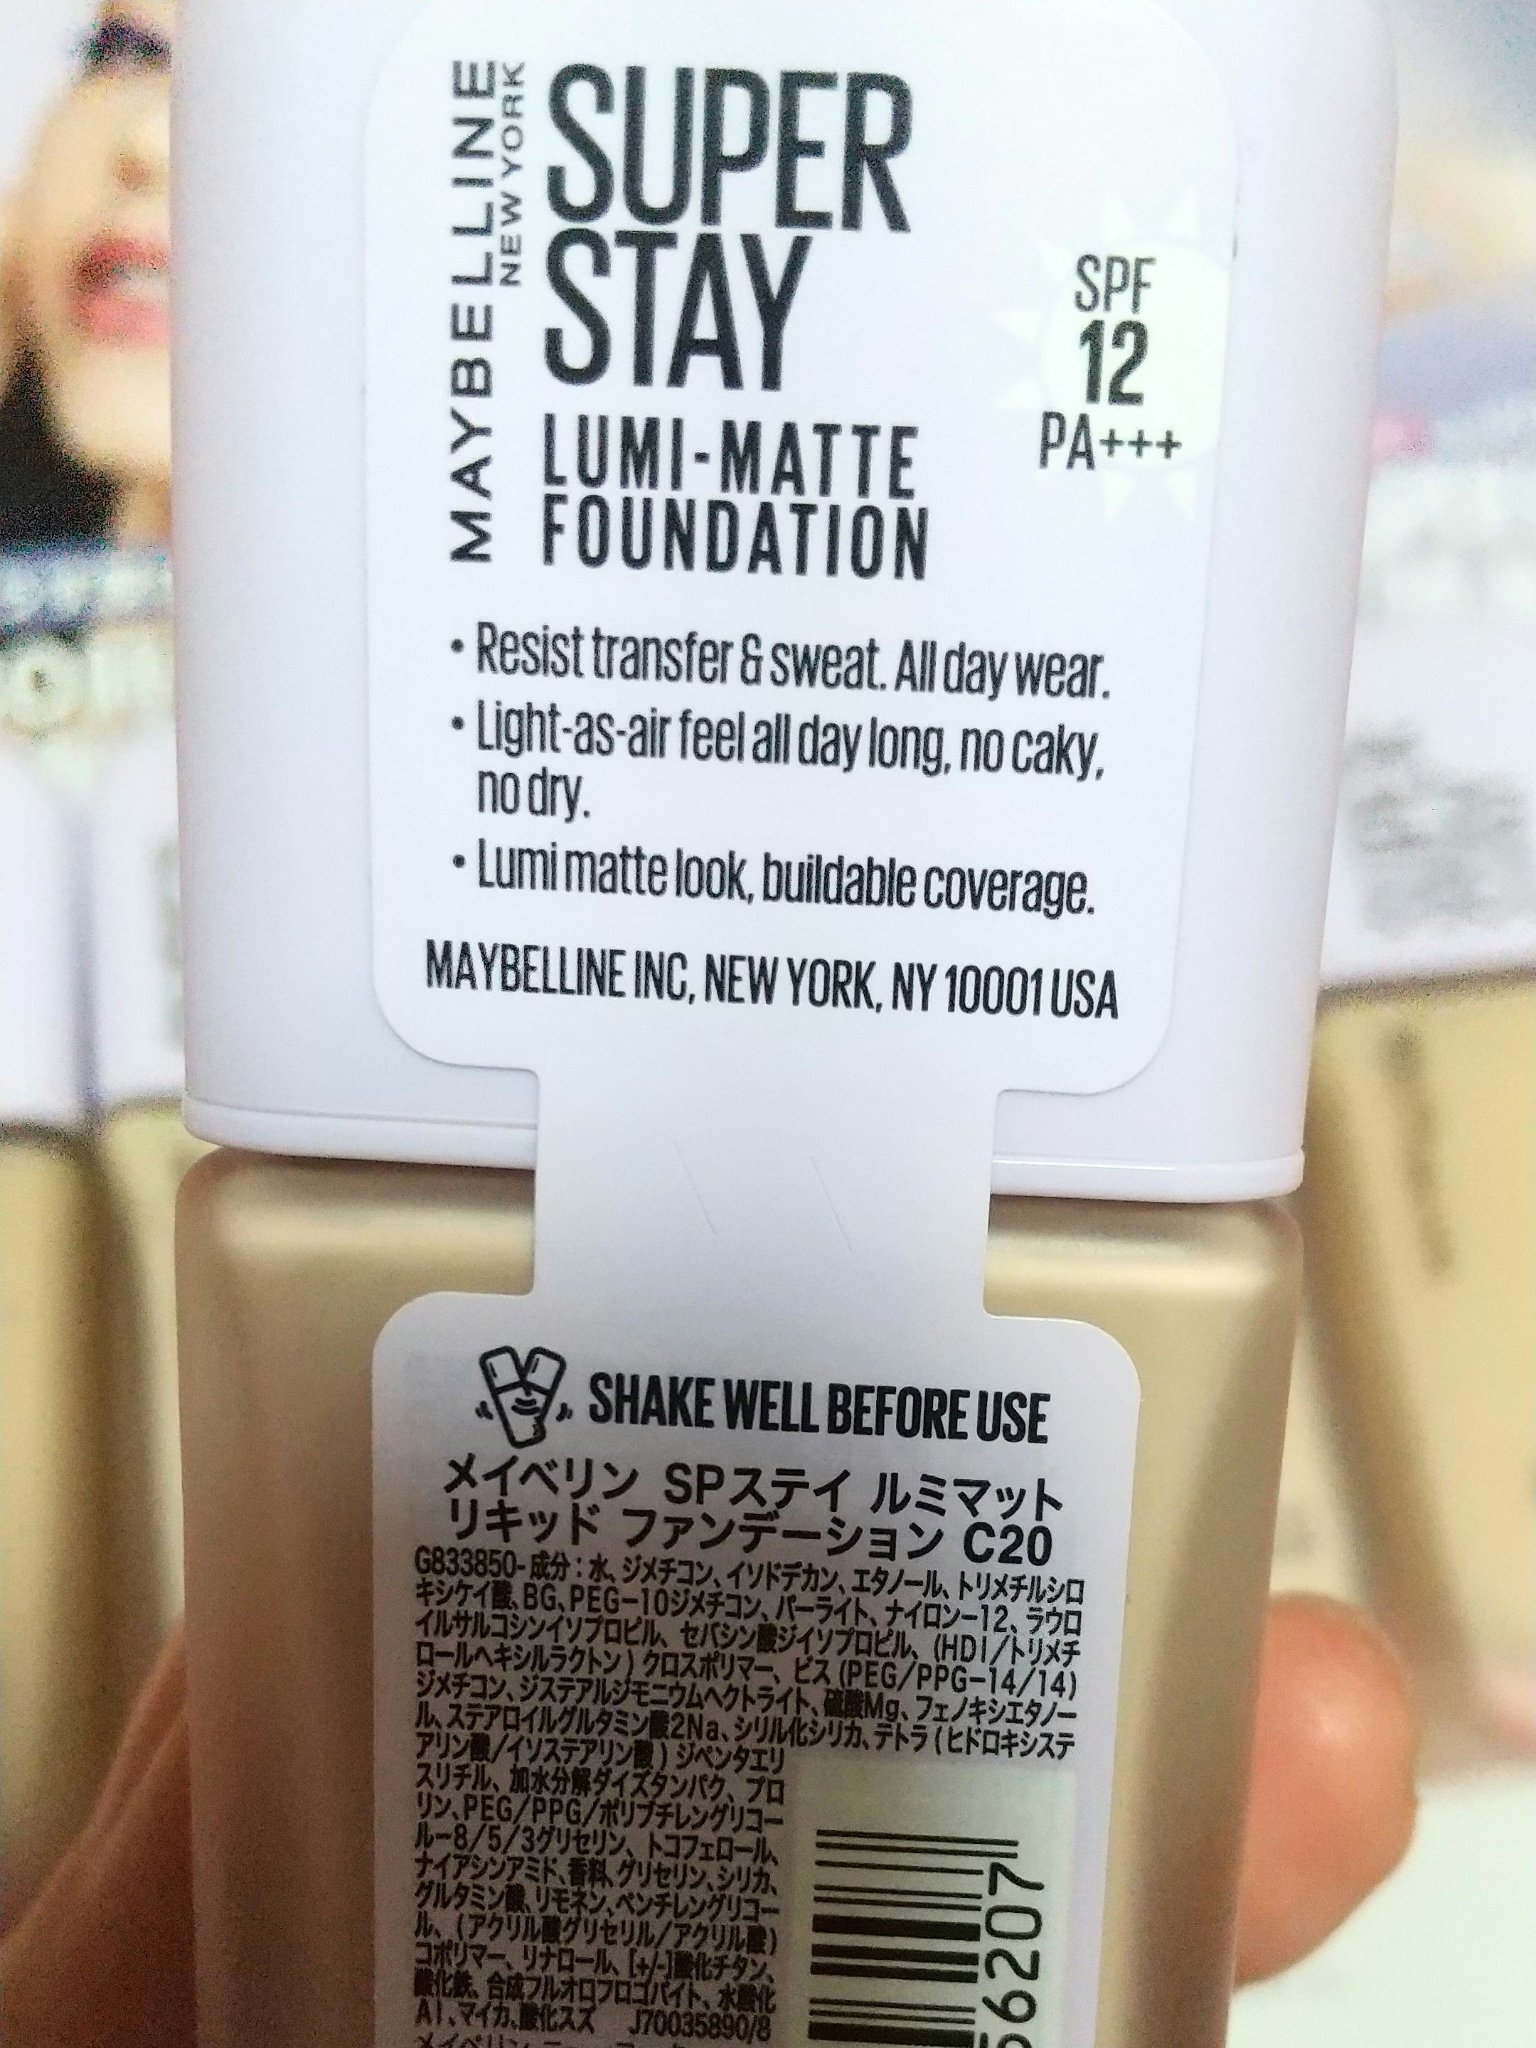 MAYBELLINE
NEW YORK
SUPER
STAY
LUMI-MATTE
FOUNDATION
SPF
12
PA+++
• Resist transfer & sweat. All day wear.
• Light-as-air feel all day long, no caky,
no dry.
• Lumi matte look, buildable coverage.
MAYBELLINE INC, NEW YORK, NY 10001 USA
SHAKE WELL BEFORE USE
メイベリン SPステイ ルミマット
リキッド ファンデーション C20
G833850-成分：水、ジメチコン、イソドデカン、エタノール、トリメチルシロ
キシケイ酸、BG、PEG-10ジメチコン、パーライト、ナイロン-12、ラウロ
イルサルコシンイソプロピル、セバシン酸ジイソプロピル、(HDI/トリメチ
ロールヘキシルラクトン) クロスポリマー、ビス (PEG/PPG-14/14)
ジメチコン、ジステアルジモニウムヘクトライト、硫酸Mg、フェノキシエタノー
ル、ステアロイルグルタミン酸2Na、シリル化シリカ、テトラ (ヒドロキシステ
アリン酸/イソステアリン酸) ジペンタエリ
スリチル、加水分解ダイズタンパク、プロ
リン、PEG/PPG/ポリブチレングリコー
ル-8/5/3グリセリン、トコフェロール、
ナイアシンアミド、香料、グリセリン、シリカ、
グルタミン酸、リモネン、ペンチレングリコー
ル、(アクリル酸グリセリル/アクリル酸)
コポリマー、リナロール、[+/-]酸化チタン、
酸化鉄、合成フルオロフロゴパイト、水酸化
Al、マイカ、酸化スズ J70035890/8
56207